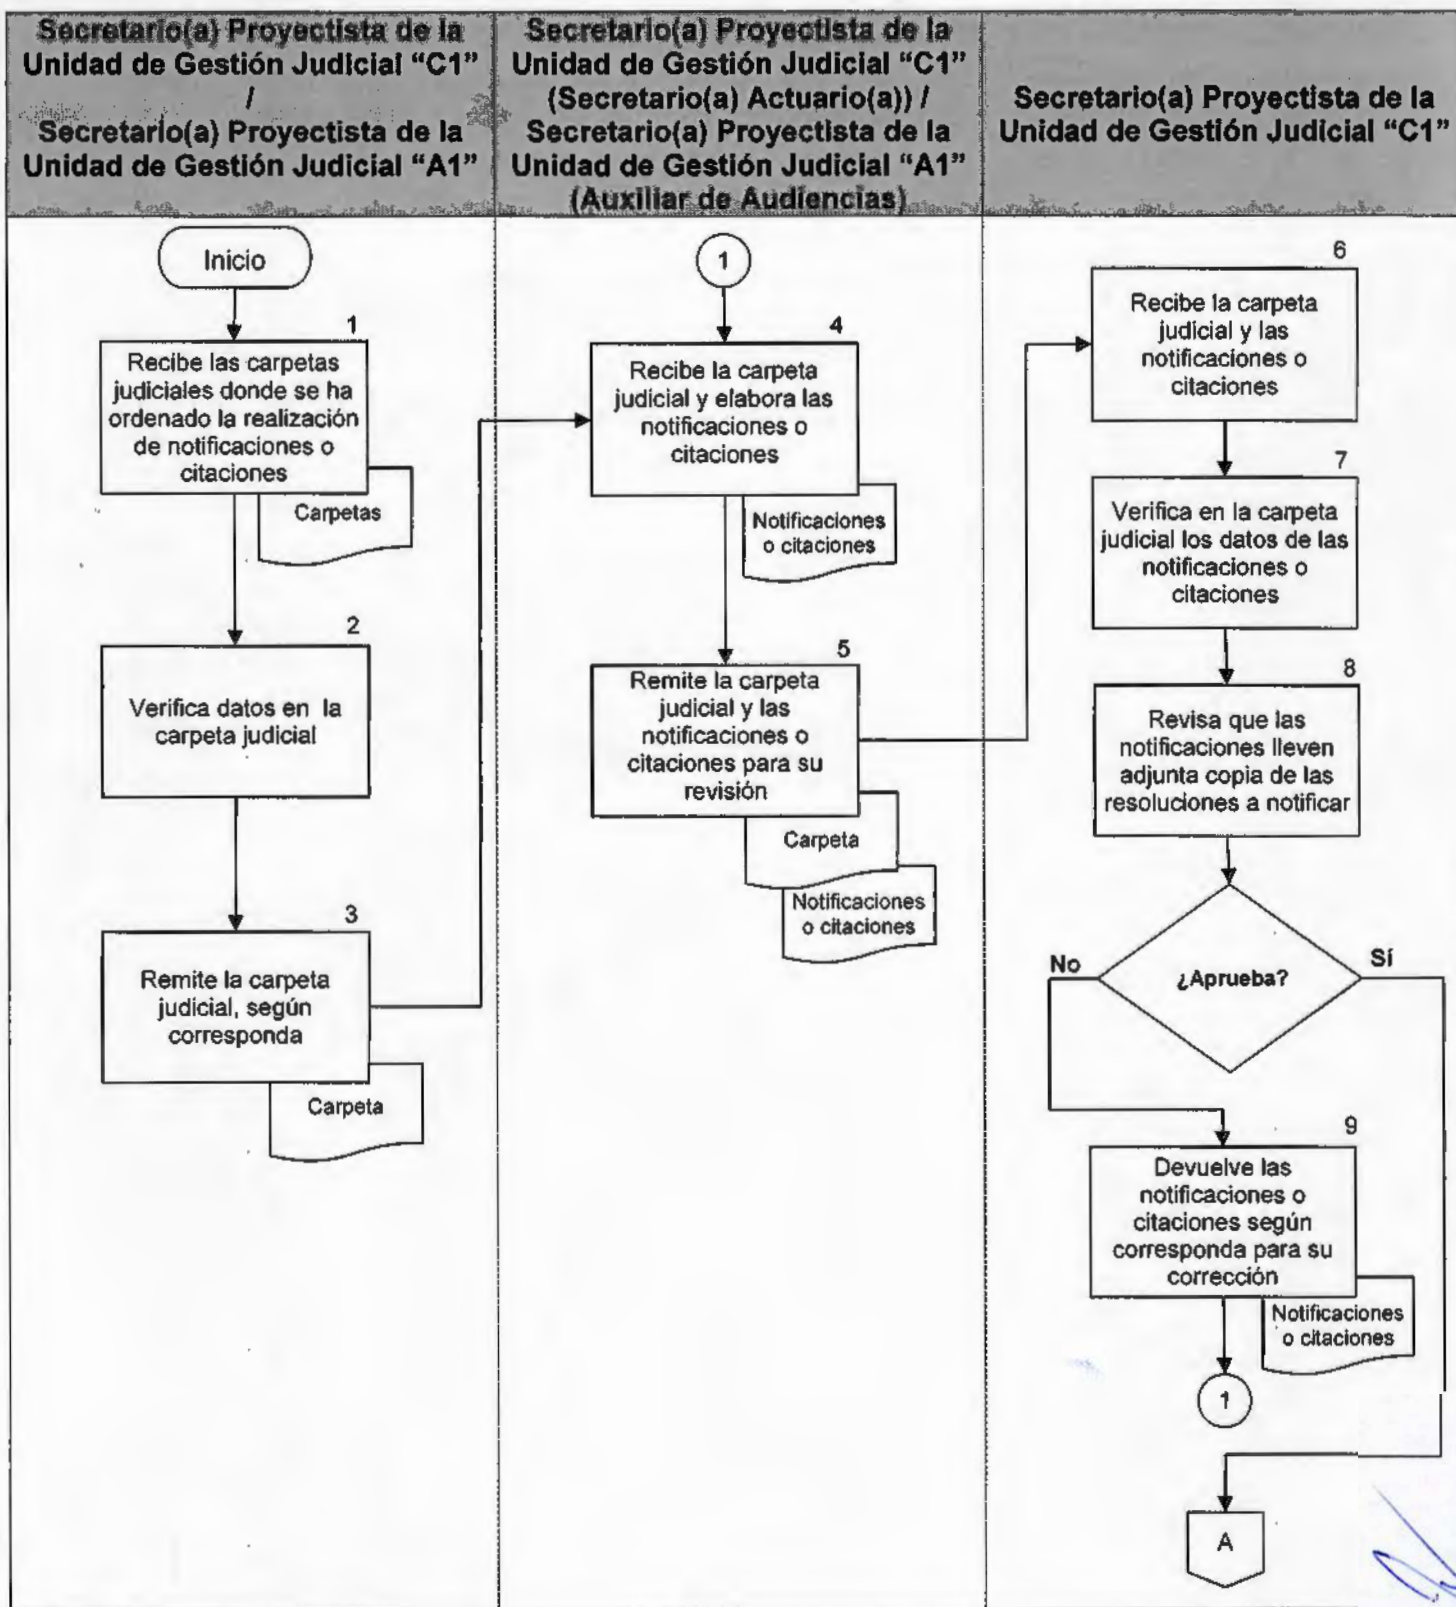 Secretario(a) Proyectista de la
Unidad de Gestión Judicial “C1”
/
Secretario(a) Proyectista de la
Unidad de Gestión Judicial “A1”
Secretario(a) Proyectista de la
Unidad de Gestión Judicial “C1”
(Secretario(a) Actuario(a)) /
Secretario(a) Proyectista de la
Unidad de Gestión Judicial “A1”
(Auxiliar de Audiencias)
Secretario(a) Proyectista de la
Unidad de Gestión Judicial “C1”
Inicio
1
Recibe las carpetas
judiciales donde se ha
ordenado la realización
de notificaciones o
citaciones
Carpetas
2
Verifica datos en la
carpeta judicial
3
Remite la carpeta
judicial, según
corresponda
Carpeta
1
4
Recibe la carpeta
judicial y elabora las
notificaciones o
citaciones
Notificaciones
o citaciones
5
Remite la carpeta
judicial y las
notificaciones o
citaciones para su
revisión
Carpeta
Notificaciones
o citaciones
6
Recibe la carpeta
judicial y las
notificaciones o
citaciones
7
Verifica en la carpeta
judicial los datos de las
notificaciones o
citaciones
8
Revisa que las
notificaciones lleven
adjunta copia de las
resoluciones a notificar
No
¿Aprueba?
Sí
9
Devuelve las
notificaciones o
citaciones según
corresponda para su
corrección
Notificaciones
o citaciones
1
A